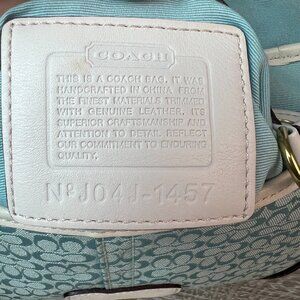 COACH
THIS IS A COACH BAG. IT WAS
HANDCRAFTED IN CHINA. FROM
THE FINEST MATERIALS TRIMMED
WITH GENUINE LEATHER. ITS
SUPERIOR CRAFTSMANSHIP AND
ATTENTION TO DETAIL REFLECT
OUR COMMITMENT TO ENDURING
QUALITY.
Nº J04J-1457